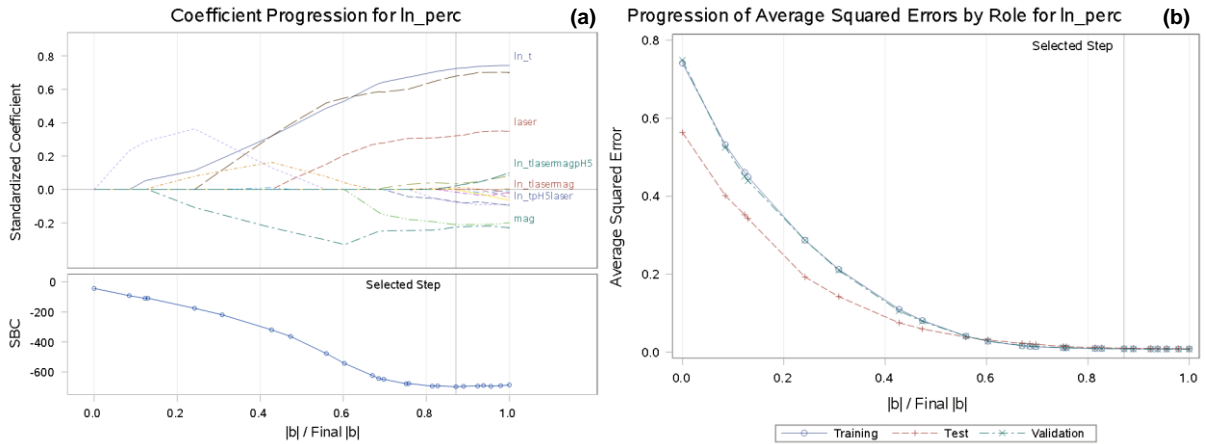 Coefficient Progression for ln_perc
(a)
Standardized Coefficient
0.8
0.6
0.4
0.2
0.0
-0.2
ln_t
laser
ln_tlasermagpH5
ln_tlasermag
ln_tpH5laser
mag
SBC
0
-200
-400
-600
Selected Step
0.0 0.2 0.4 0.6 0.8 1.0
|b| / Final |b|
Progression of Average Squared Errors by Role for ln_perc
(b)
Average Squared Error
0.8
0.6
0.4
0.2
0.0
Selected Step
0.0 0.2 0.4 0.6 0.8 1.0
|b| / Final |b|
Training Test Validation